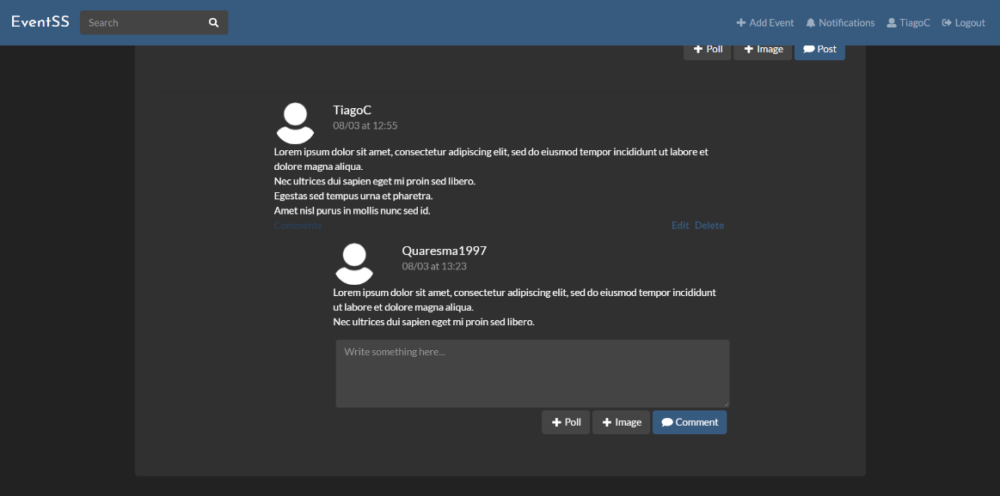 EventSS Search Add Event Notifications TiagoC Logout
Poll Image Post
TiagoC
08/03 at 12:55
Lorem ipsum dolor sit amet, consectetur adipiscing elit, sed do eiusmod tempor incididunt ut labore et
dolore magna aliqua.
Nec ultrices dui sapien eget mi proin sed libero.
Egestas sed tempus urna et pharetra.
Amet nisl purus in mollis nunc sed id.
Comments Edit Delete
Quaresma1997
08/03 at 13:23
Lorem ipsum dolor sit amet, consectetur adipiscing elit, sed do eiusmod tempor incididunt
ut labore et dolore magna aliqua.
Nec ultrices dui sapien eget mi proin sed libero.
Write something here...
Poll Image Comment